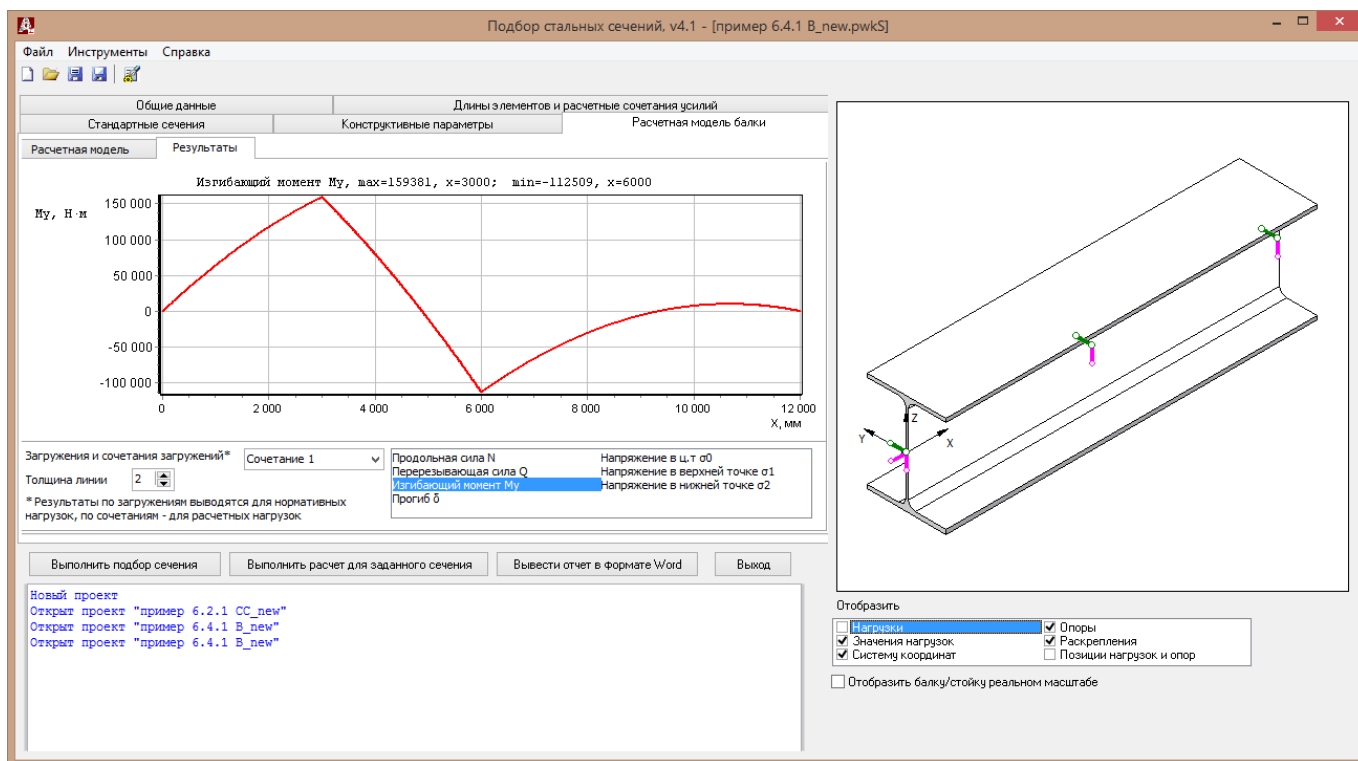 Подбор стальных сечений, v4.1 - [пример 6.4.1 B_new.pwkS]
Файл Инструменты Справка
Общие данные
Длины элементов и расчетные сочетания усилий
Стандартные сечения
Конструктивные параметры
Расчетная модель балки
Расчетная модель
Результаты
Изгибающий момент My, max=159381, x=3000; min=-112509, x=6000
My, Н·м
150 000
100 000
50 000
0
-50 000
-100 000
0 2 000 4 000 6 000 8 000 10 000 12 000
X, мм
Загружения и сочетания загружений*
Сочетание 1
Толщина линии
2
*Результаты по загружениям выводятся для нормативных
нагрузок, по сочетаниям - для расчетных нагрузок
Продольная сила N
Перерезывающая сила Q
Изгибающий момент My
Прогиб δ
Напряжение в ц.т σ0
Напряжение в верхней точке σ1
Напряжение в нижней точке σ2
Выполнить подбор сечения
Выполнить расчет для заданного сечения
Вывести отчет в формате Word
Выход
Новый проект
Открыт проект "пример 6.2.1 CC_new"
Открыт проект "пример 6.4.1 B_new"
Открыт проект "пример 6.4.1 B_new"
Z
Y
X
Отобразить
Нагрузки
Значения нагрузок
Систему координат
Опоры
Раскрепления
Позиции нагрузок и опор
Отобразить балку/стойку реальном масштабе